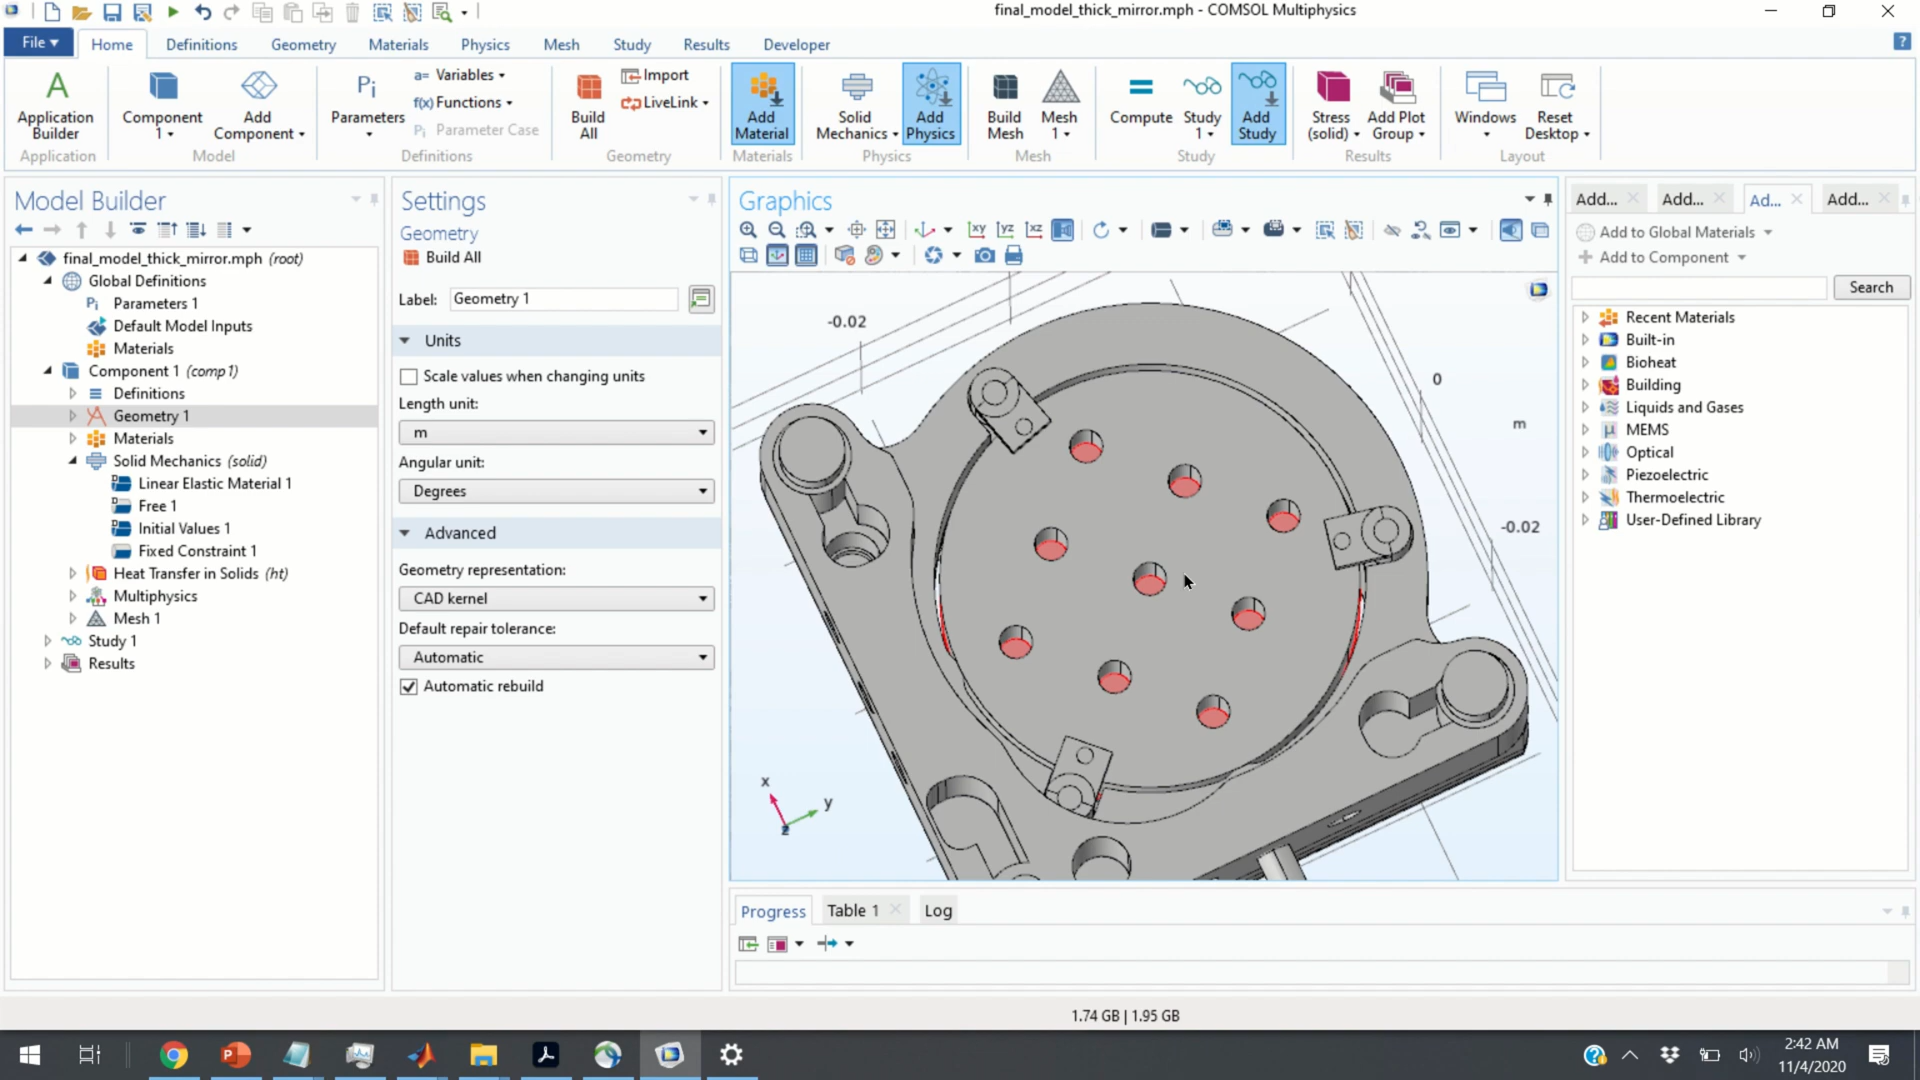 final_model_thick_mirror.mph - COMSOL Multiphysics
File
Home
Definitions
Geometry
Materials
Physics
Mesh
Study
Results
Developer
Application Builder
Component 1
Add Component
Pi
Parameters
a= Variables
f(x) Functions
Pi Parameter Case
Build All
Import
LiveLink
Add Material
Solid Mechanics
Add Physics
Build Mesh
Mesh 1
Compute
Study 1
Add Study
Stress (solid)
Add Plot Group
Windows
Reset Desktop
Application
Model
Definitions
Geometry
Materials
Physics
Mesh
Study
Results
Layout
Model Builder
final_model_thick_mirror.mph (root)
Global Definitions
Pi Parameters 1
Default Model Inputs
Materials
Component 1 (comp1)
Definitions
Geometry 1
Materials
Solid Mechanics (solid)
Linear Elastic Material 1
Free 1
Initial Values 1
Fixed Constraint 1
Heat Transfer in Solids (ht)
Multiphysics
Mesh 1
Study 1
Results
Settings
Geometry
Build All
Label: Geometry 1
Units
Scale values when changing units
Length unit:
m
Angular unit:
Degrees
Advanced
Geometry representation:
CAD kernel
Default repair tolerance:
Automatic
Automatic rebuild
Graphics
xy
yz
xz
-0.02
0
m
-0.02
x
y
z
Progress
Table 1
Log
Add...
Add...
Ad...
Add...
Add to Global Materials
Add to Component
Search
Recent Materials
Built-in
Bioheat
Building
Liquids and Gases
MEMS
Optical
Piezoelectric
Thermoelectric
User-Defined Library
1.74 GB | 1.95 GB
2:42 AM
11/4/2020